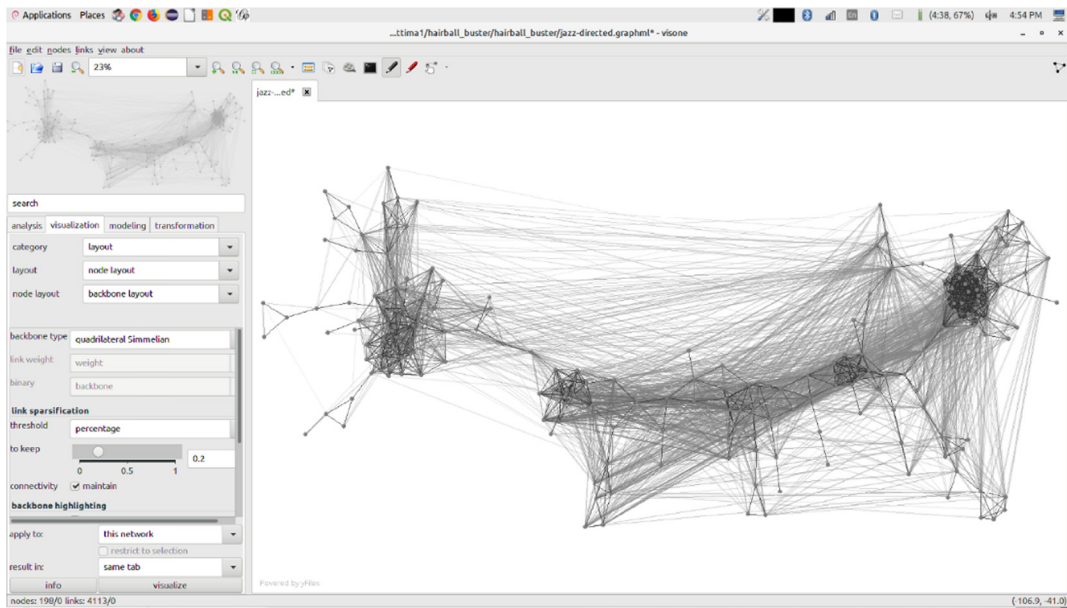 Applications Places (4:38, 67%) 4:54 PM
...ttima1/hairball_buster/hairball_buster/jazz-directed.graphml* - visone
file edit nodes links view about
23%
jazz-...ed*
search
analysis visualization modeling transformation
category layout
layout node layout
node layout backbone layout
backbone type quadrilateral Simmelian
link weight weight
binary backbone
link sparsification
threshold percentage
to keep 0.2
0 0.5 1
connectivity maintain
backbone highlighting
apply to: this network
restrict to selection
result in: same tab
info visualize
Powered by yFiles
nodes: 198/0 links: 4113/0 (-106.9, -41.0)